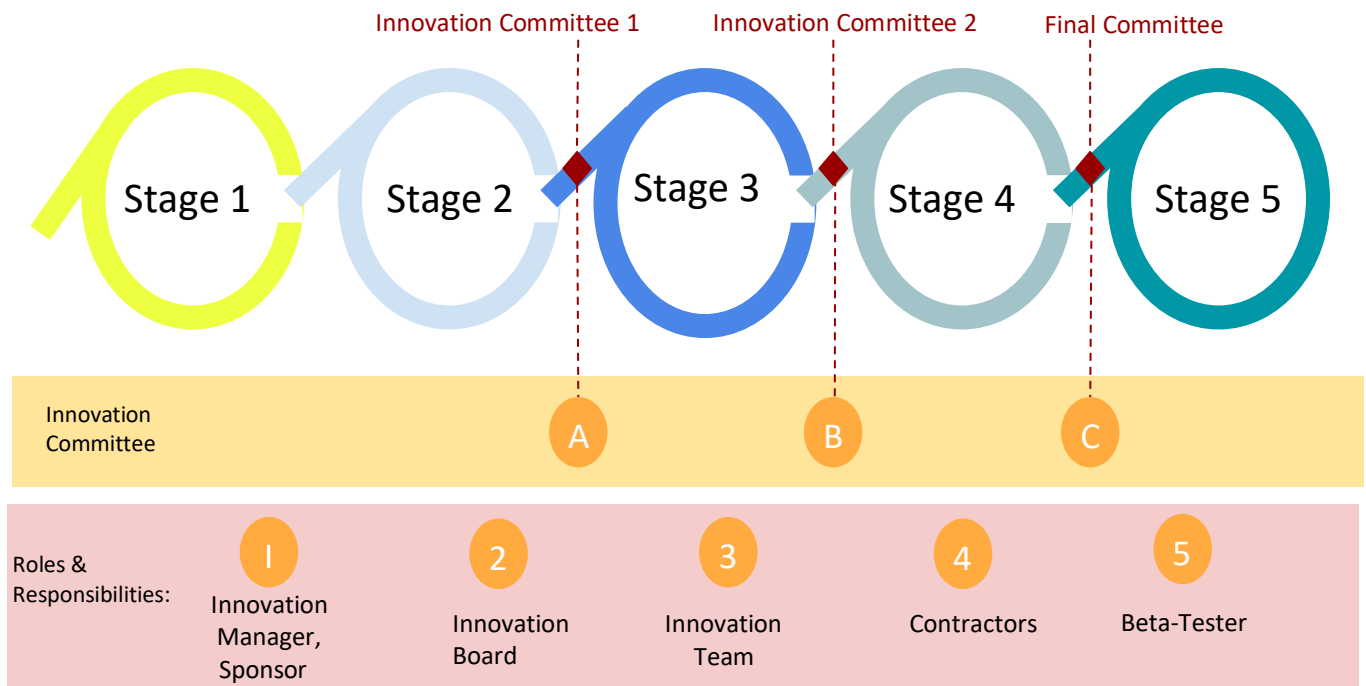 Innovation Committee 1
Innovation Committee 2
Final Committee
Stage 1
Stage 2
Stage 3
Stage 4
Stage 5
Innovation
Committee
A
B
C
Roles &
Responsibilities:
I
Innovation
Manager,
Sponsor
2
Innovation
Board
3
Innovation
Team
4
Contractors
5
Beta-Tester